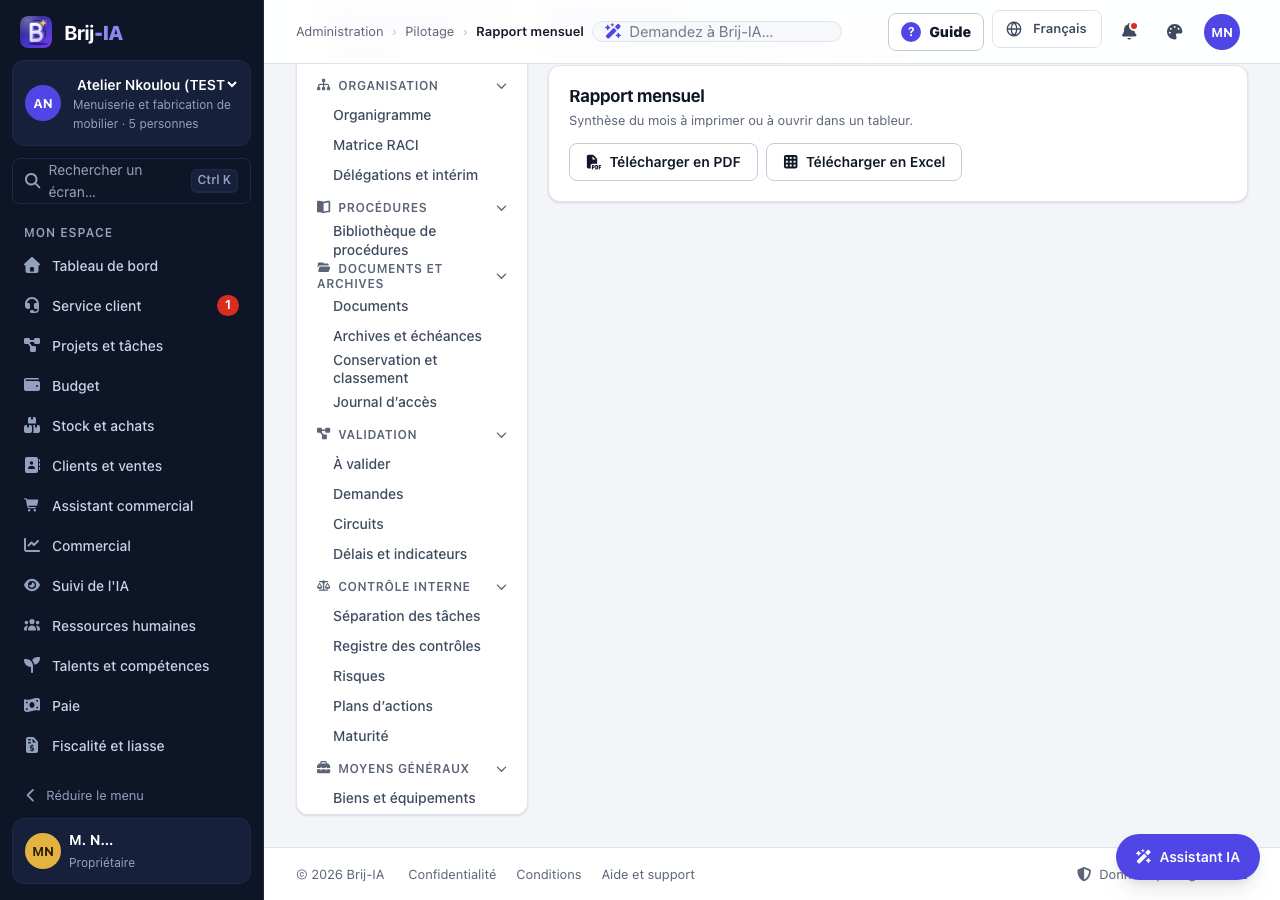 Brij-IA
AN
Atelier Nkoulou (TEST
Menuiserie et fabrication de
mobilier · 5 personnes
Rechercher un
écran...
Ctrl K
MON ESPACE
Tableau de bord
Service client
1
Projets et tâches
Budget
Stock et achats
Clients et ventes
Assistant commercial
Commercial
Suivi de l'IA
Ressources humaines
Talents et compétences
Paie
Fiscalité et liasse
Réduire le menu
MN
M. N...
Propriétaire
Administration › Pilotage › Rapport mensuel
Demandez à Brij-IA...
? Guide
Français
MN
ORGANISATION
Organigramme
Matrice RACI
Délégations et intérim
PROCÉDURES
Bibliothèque de
procédures
DOCUMENTS ET
ARCHIVES
Documents
Archives et échéances
Conservation et
classement
Journal d'accès
VALIDATION
À valider
Demandes
Circuits
Délais et indicateurs
CONTRÔLE INTERNE
Séparation des tâches
Registre des contrôles
Risques
Plans d'actions
Maturité
MOYENS GÉNÉRAUX
Biens et équipements
Rapport mensuel
Synthèse du mois à imprimer ou à ouvrir dans un tableur.
PDF
Télécharger en PDF
Télécharger en Excel
© 2026 Brij-IA
Confidentialité
Conditions
Aide et support
Assistant IA